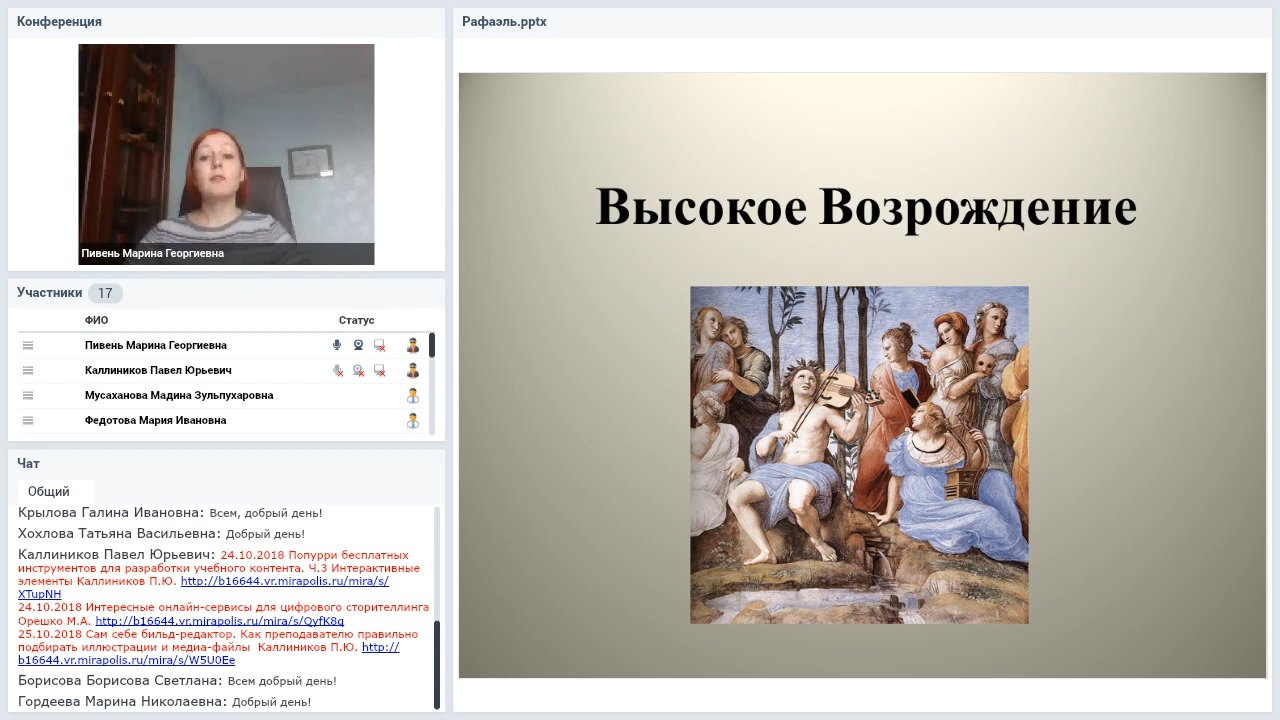 Конференция
Пивень Марина Георгиевна
Участники 17
ФИО Статус
Пивень Марина Георгиевна
Каллиников Павел Юрьевич
Мусаханова Мадина Зульпухаровна
Федотова Мария Ивановна
Чат
Общий
Крылова Галина Ивановна: Всем, добрый день!
Хохлова Татьяна Васильевна: Добрый день!
Каллиников Павел Юрьевич: 24.10.2018 Попурри бесплатных
инструментов для разработки учебного контента. Ч.3 Интерактивные
элементы Каллиников П.Ю. http://b16644.vr.mirapolis.ru/mira/s/
XTupNH
24.10.2018 Интересные онлайн-сервисы для цифрового сторителлинга
Орешко М.А. http://b16644.vr.mirapolis.ru/mira/s/QyfK8q
25.10.2018 Сам себе бильд-редактор. Как преподавателю правильно
подбирать иллюстрации и медиа-файлы Каллиников П.Ю. http://
b16644.vr.mirapolis.ru/mira/s/W5U0Ee
Борисова Борисова Светлана: Всем добрый день!
Гордеева Марина Николаевна: Добрый день!
Рафаэль.pptx
Высокое Возрождение